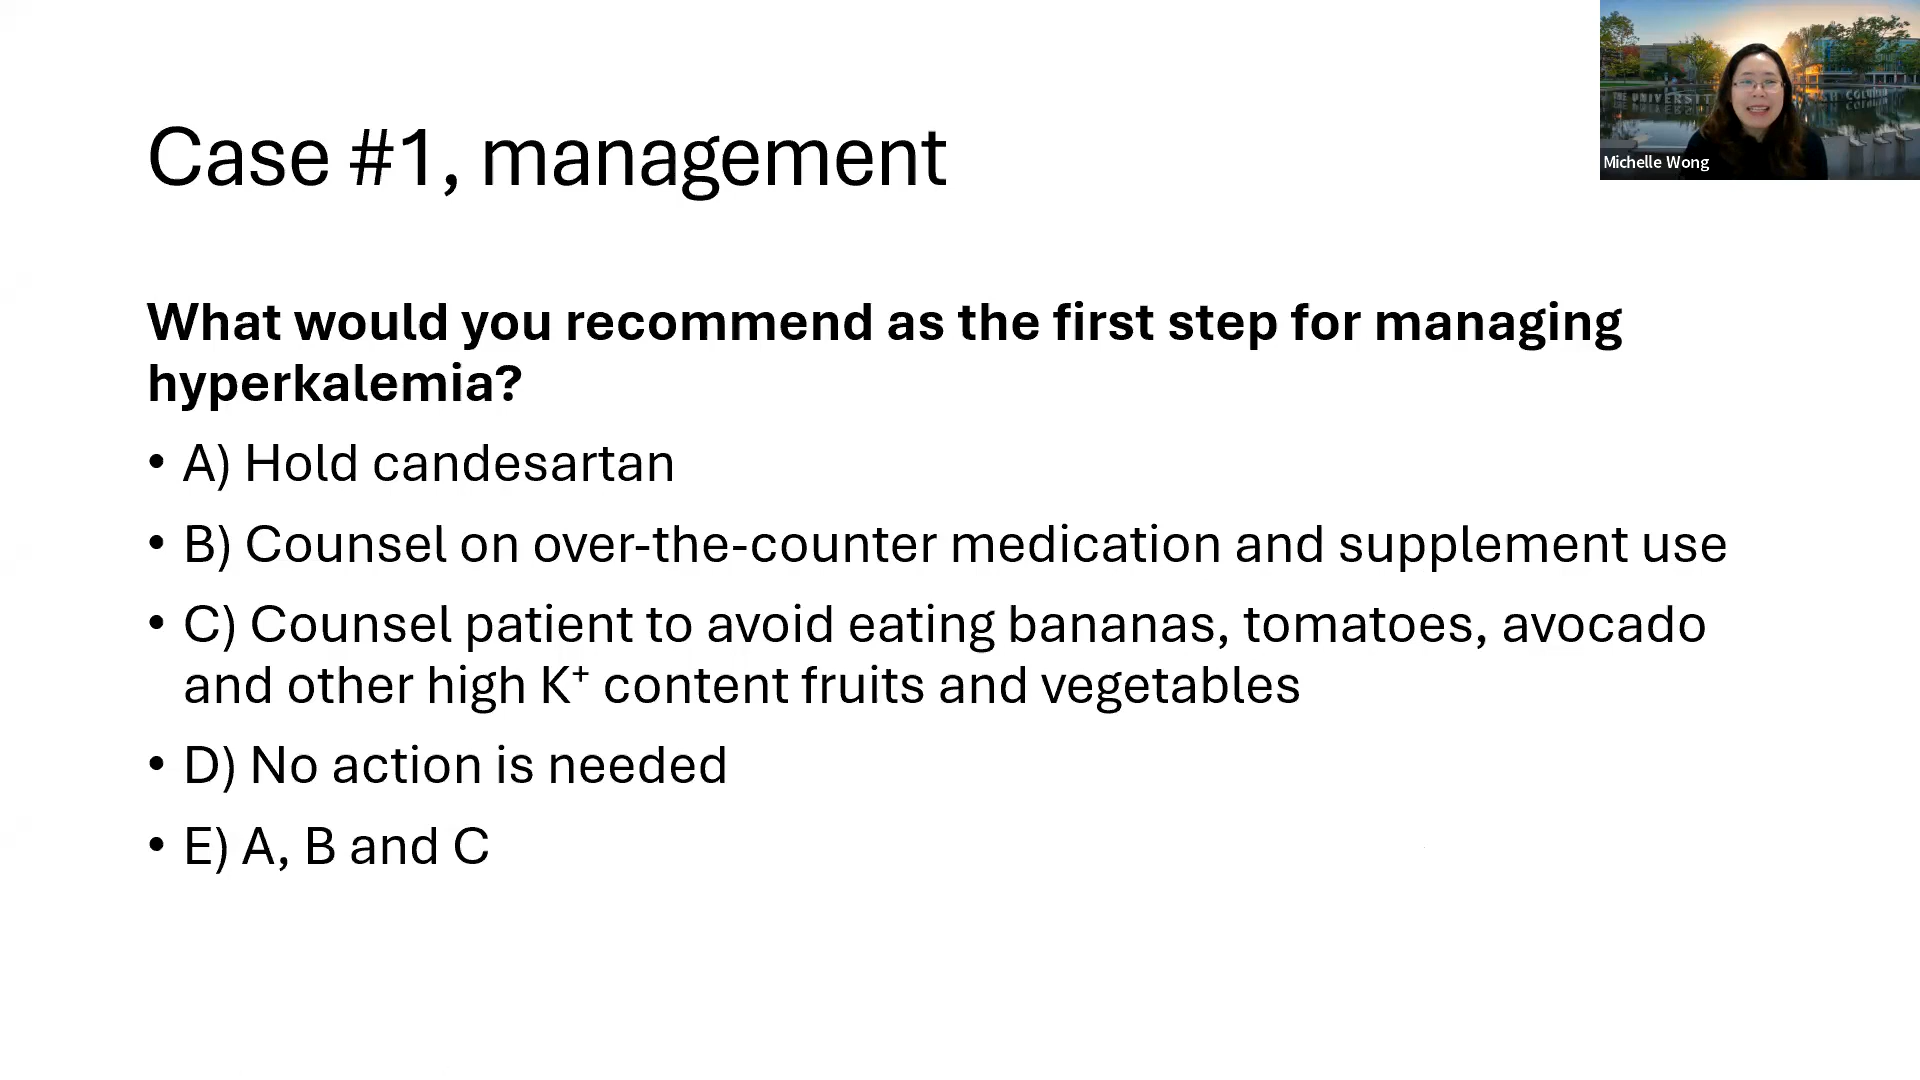 Case #1, management
Michelle Wong
What would you recommend as the first step for managing
hyperkalemia?
• A) Hold candesartan
• B) Counsel on over-the-counter medication and supplement use
• C) Counsel patient to avoid eating bananas, tomatoes, avocado
and other high K⁺ content fruits and vegetables
• D) No action is needed
• E) A, B and C